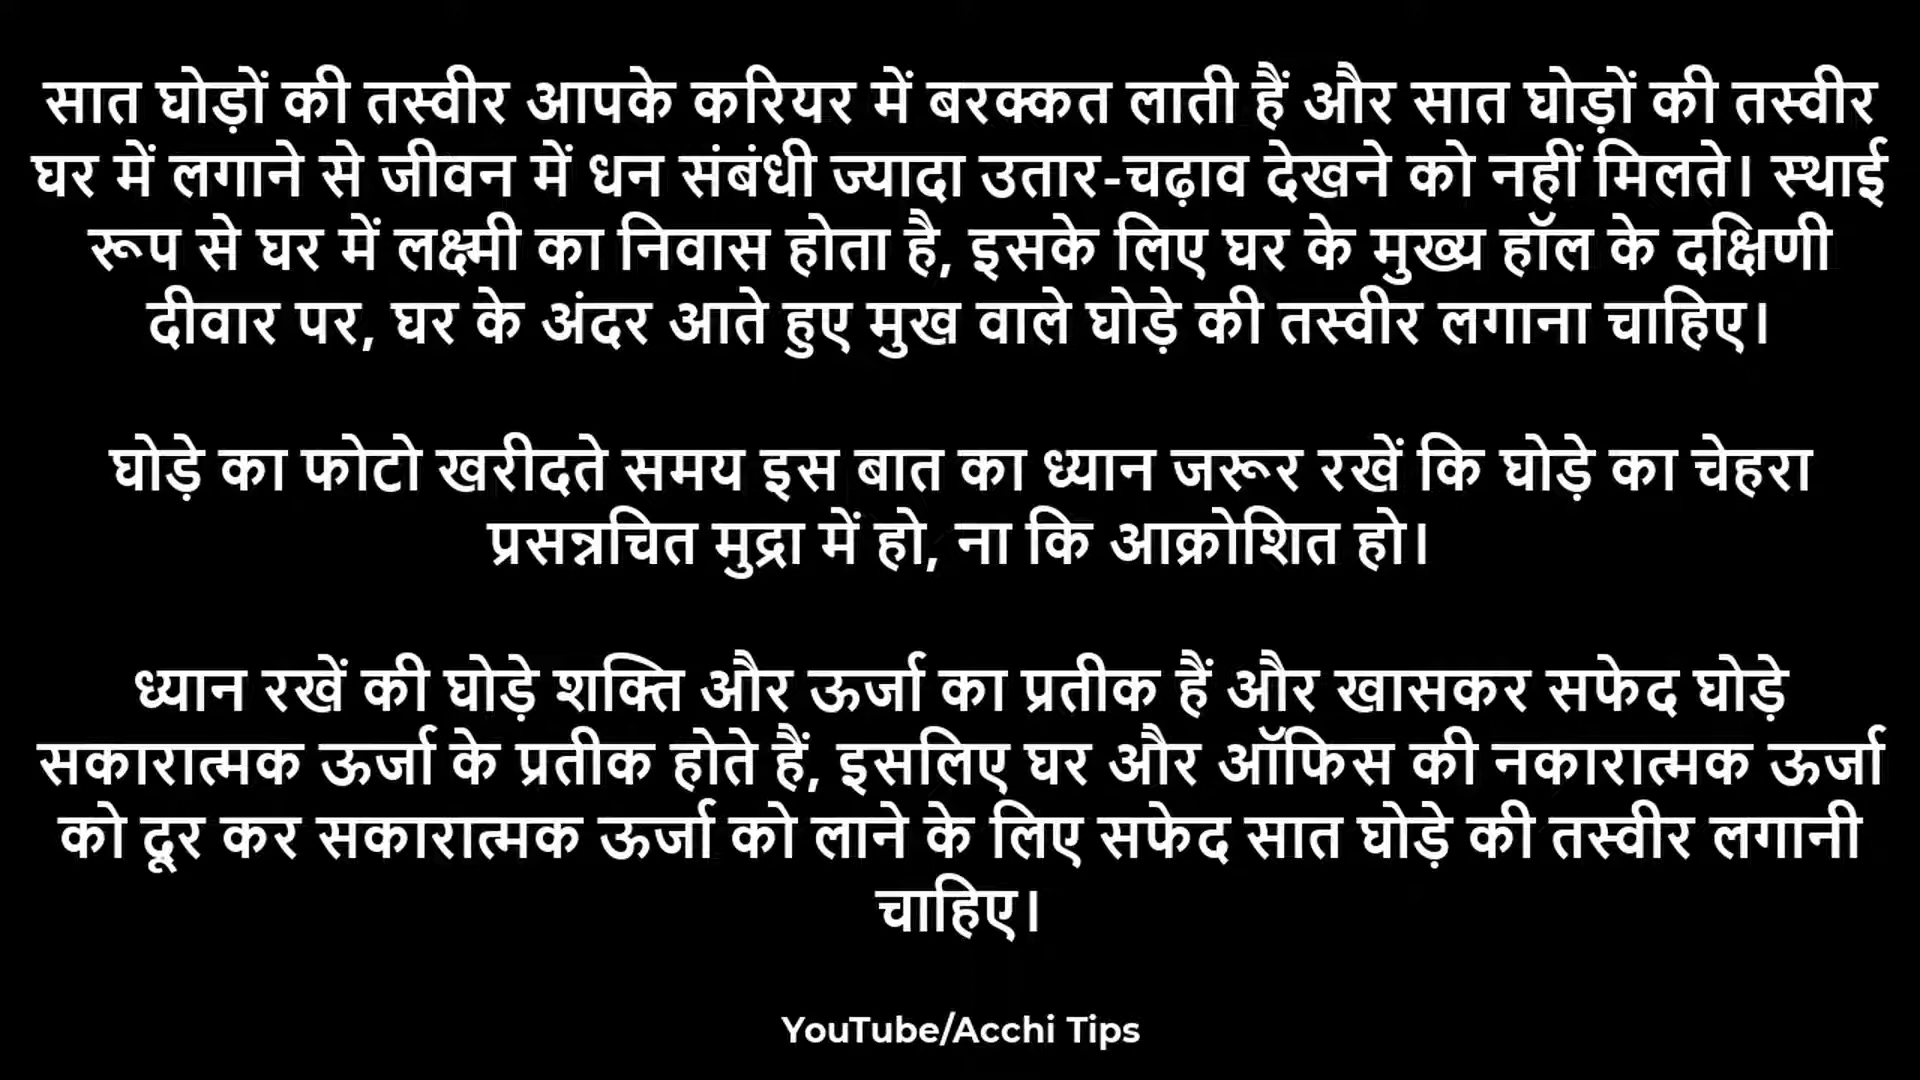 सात घोड़ों की तस्वीर आपके करियर में बरक्कत लाती हैं और सात घोड़ों की तस्वीर
घर में लगाने से जीवन में धन संबंधी ज्यादा उतार-चढ़ाव देखने को नहीं मिलते। स्थाई
रूप से घर में लक्ष्मी का निवास होता है, इसके लिए घर के मुख्य हॉल के दक्षिणी
दीवार पर, घर के अंदर आते हुए मुख वाले घोड़े की तस्वीर लगाना चाहिए।
घोड़े का फोटो खरीदते समय इस बात का ध्यान जरूर रखें कि घोड़े का चेहरा
प्रसन्नचित मुद्रा में हो, ना कि आक्रोशित हो।
ध्यान रखें की घोड़े शक्ति और ऊर्जा का प्रतीक हैं और खासकर सफेद घोड़े
सकारात्मक ऊर्जा के प्रतीक होते हैं, इसलिए घर और ऑफिस की नकारात्मक ऊर्जा
को दूर कर सकारात्मक ऊर्जा को लाने के लिए सफेद सात घोड़े की तस्वीर लगानी
चाहिए।
YouTube/Acchi Tips